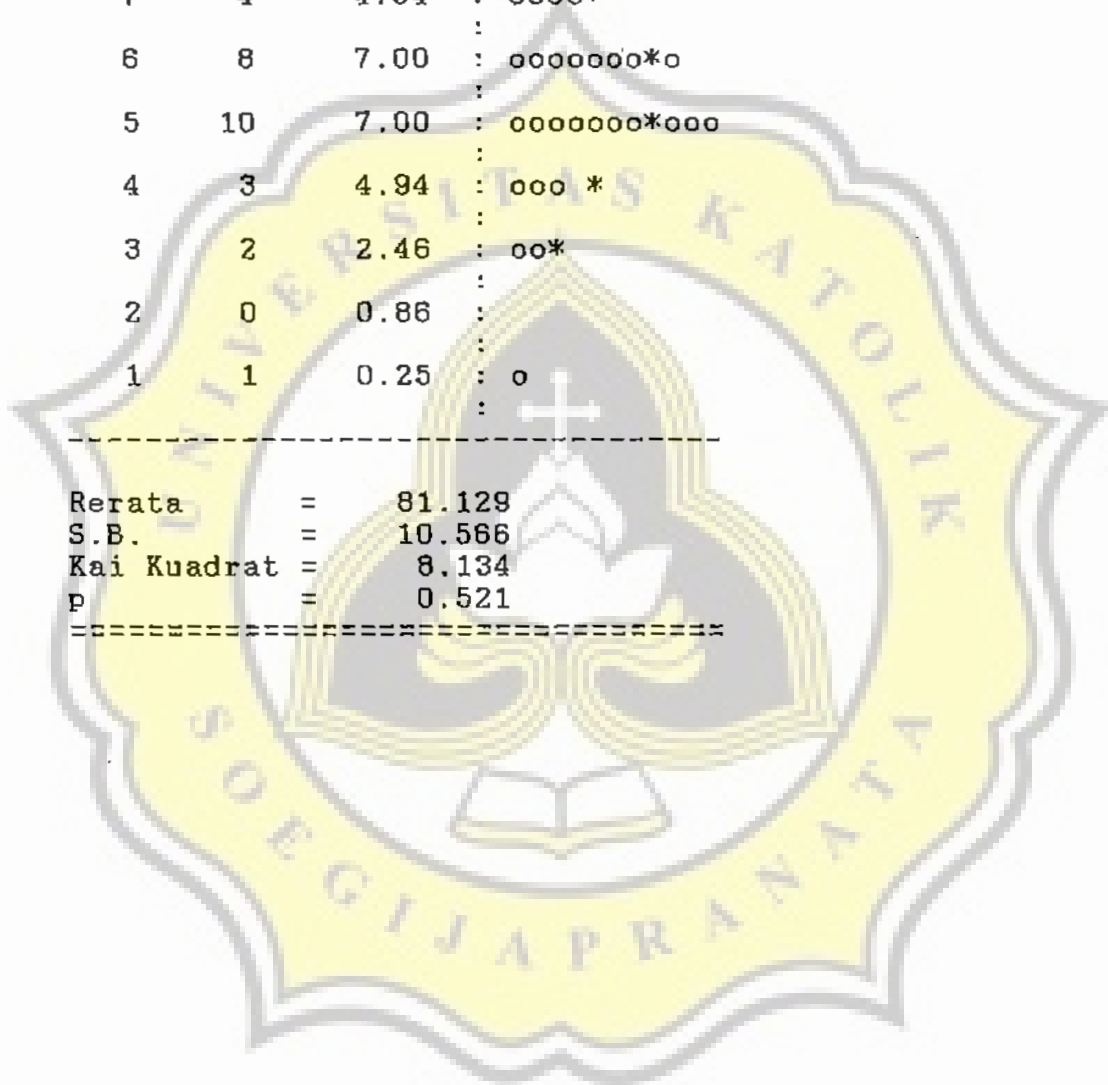 6 8 7.00 : ooooooo*o
:
5 10 7.00 : ooooooo*ooo
:
4 3 4.94 : ooo *
:
3 2 2.46 : oo*
:
2 0 0.86 :
:
1 1 0.25 : o
:
----------------------------------------
Rerata = 81.129
S.B. = 10.566
Kai Kuadrat = 8.134
p = 0.521
========================================
UNIVERSITAS KATOLIK
SOEGIJAPRANATA